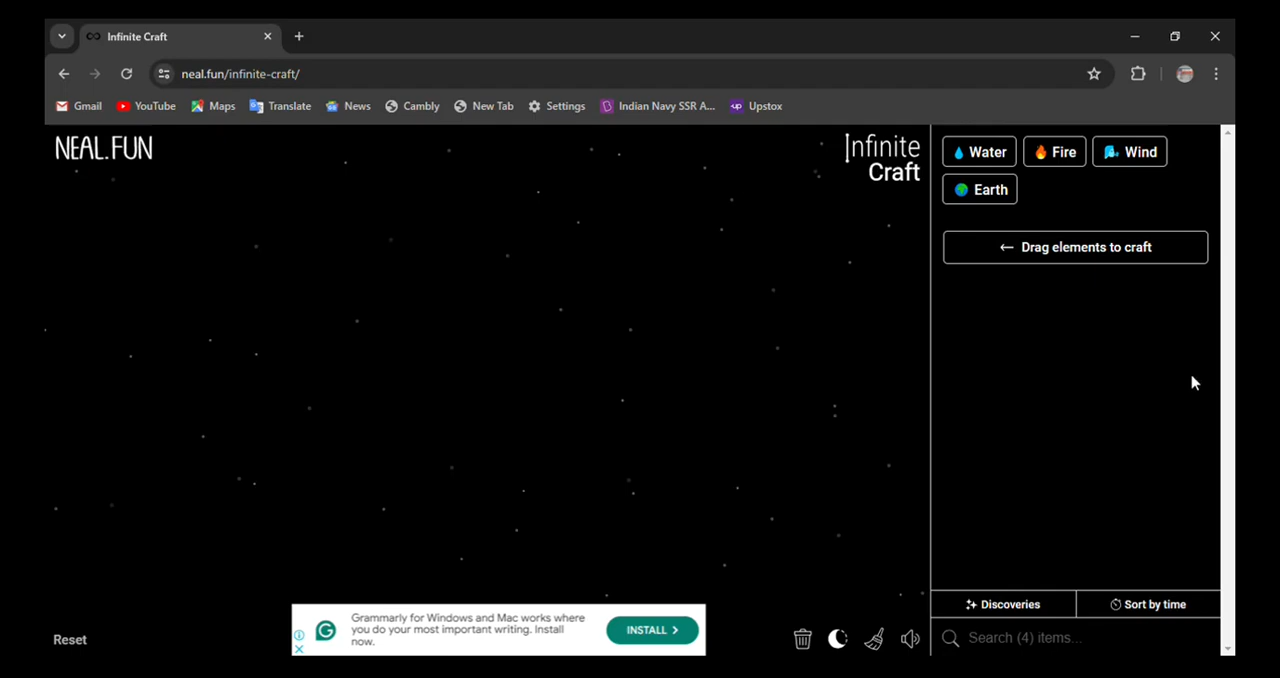 Infinite Craft
neal.fun/infinite-craft/
Gmail YouTube Maps Translate News Cambly New Tab Settings Indian Navy SSR A... Upstox
NEAL.FUN
Infinite
Craft
Water Fire Wind
Earth
← Drag elements to craft
Discoveries Sort by time
Search (4) items...
Reset
Grammarly for Windows and Mac works where
you do your most important writing. Install
now.
INSTALL >